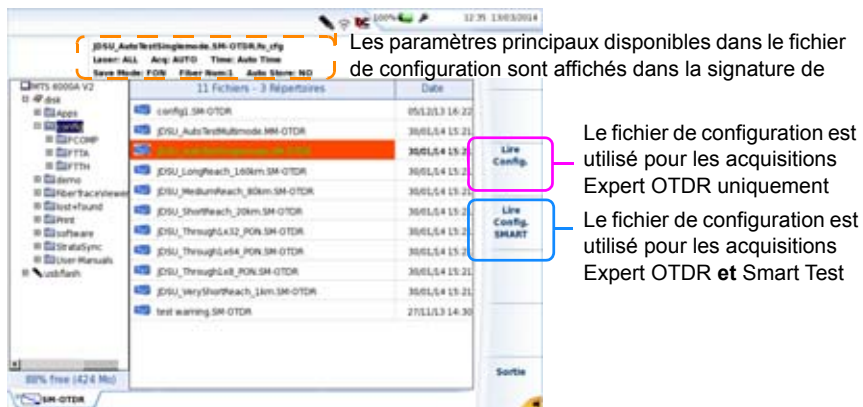 100% 12:35 13/03/2014
JDSU_AutoTestSinglemode.SM-OTDR.fo_cfg
Laser: ALL Acq: AUTO Time: Auto Time
Save Mode: FON Fiber Num:1 Auto Store: NO
Les paramètres principaux disponibles dans le fichier
de configuration sont affichés dans la signature de
MTS 6000A V2
disk
Apps
config
FCOMP
FTTA
FTTH
demo
FiberTraceViewer
lost+found
Print
software
StrataSync
User Manuals
usbflash
11 Fichiers - 3 Répertoires Date
config1.SM-OTDR 05/12/13 16:22
JDSU_AutoTestMultimode.MM-OTDR 30/01/14 15:21
JDSU_AutoTestSinglemode.SM-OTDR 30/01/14 15:21
JDSU_LongReach_160km.SM-OTDR 30/01/14 15:21
JDSU_MediumReach_80km.SM-OTDR 30/01/14 15:21
JDSU_ShortReach_20km.SM-OTDR 30/01/14 15:21
JDSU_Through1x32_PON.SM-OTDR 30/01/14 15:21
JDSU_Through1x64_PON.SM-OTDR 30/01/14 15:21
JDSU_Through1x8_PON.SM-OTDR 30/01/14 15:21
JDSU_VeryShortReach_1km.SM-OTDR 30/01/14 15:21
test warning.SM-OTDR 27/11/13 14:30
88% free (424 Mo)
SM-OTDR
Lire
Config.
Lire
Config.
SMART
Sortie
Le fichier de configuration est
utilisé pour les acquisitions
Expert OTDR uniquement
Le fichier de configuration est
utilisé pour les acquisitions
Expert OTDR et Smart Test